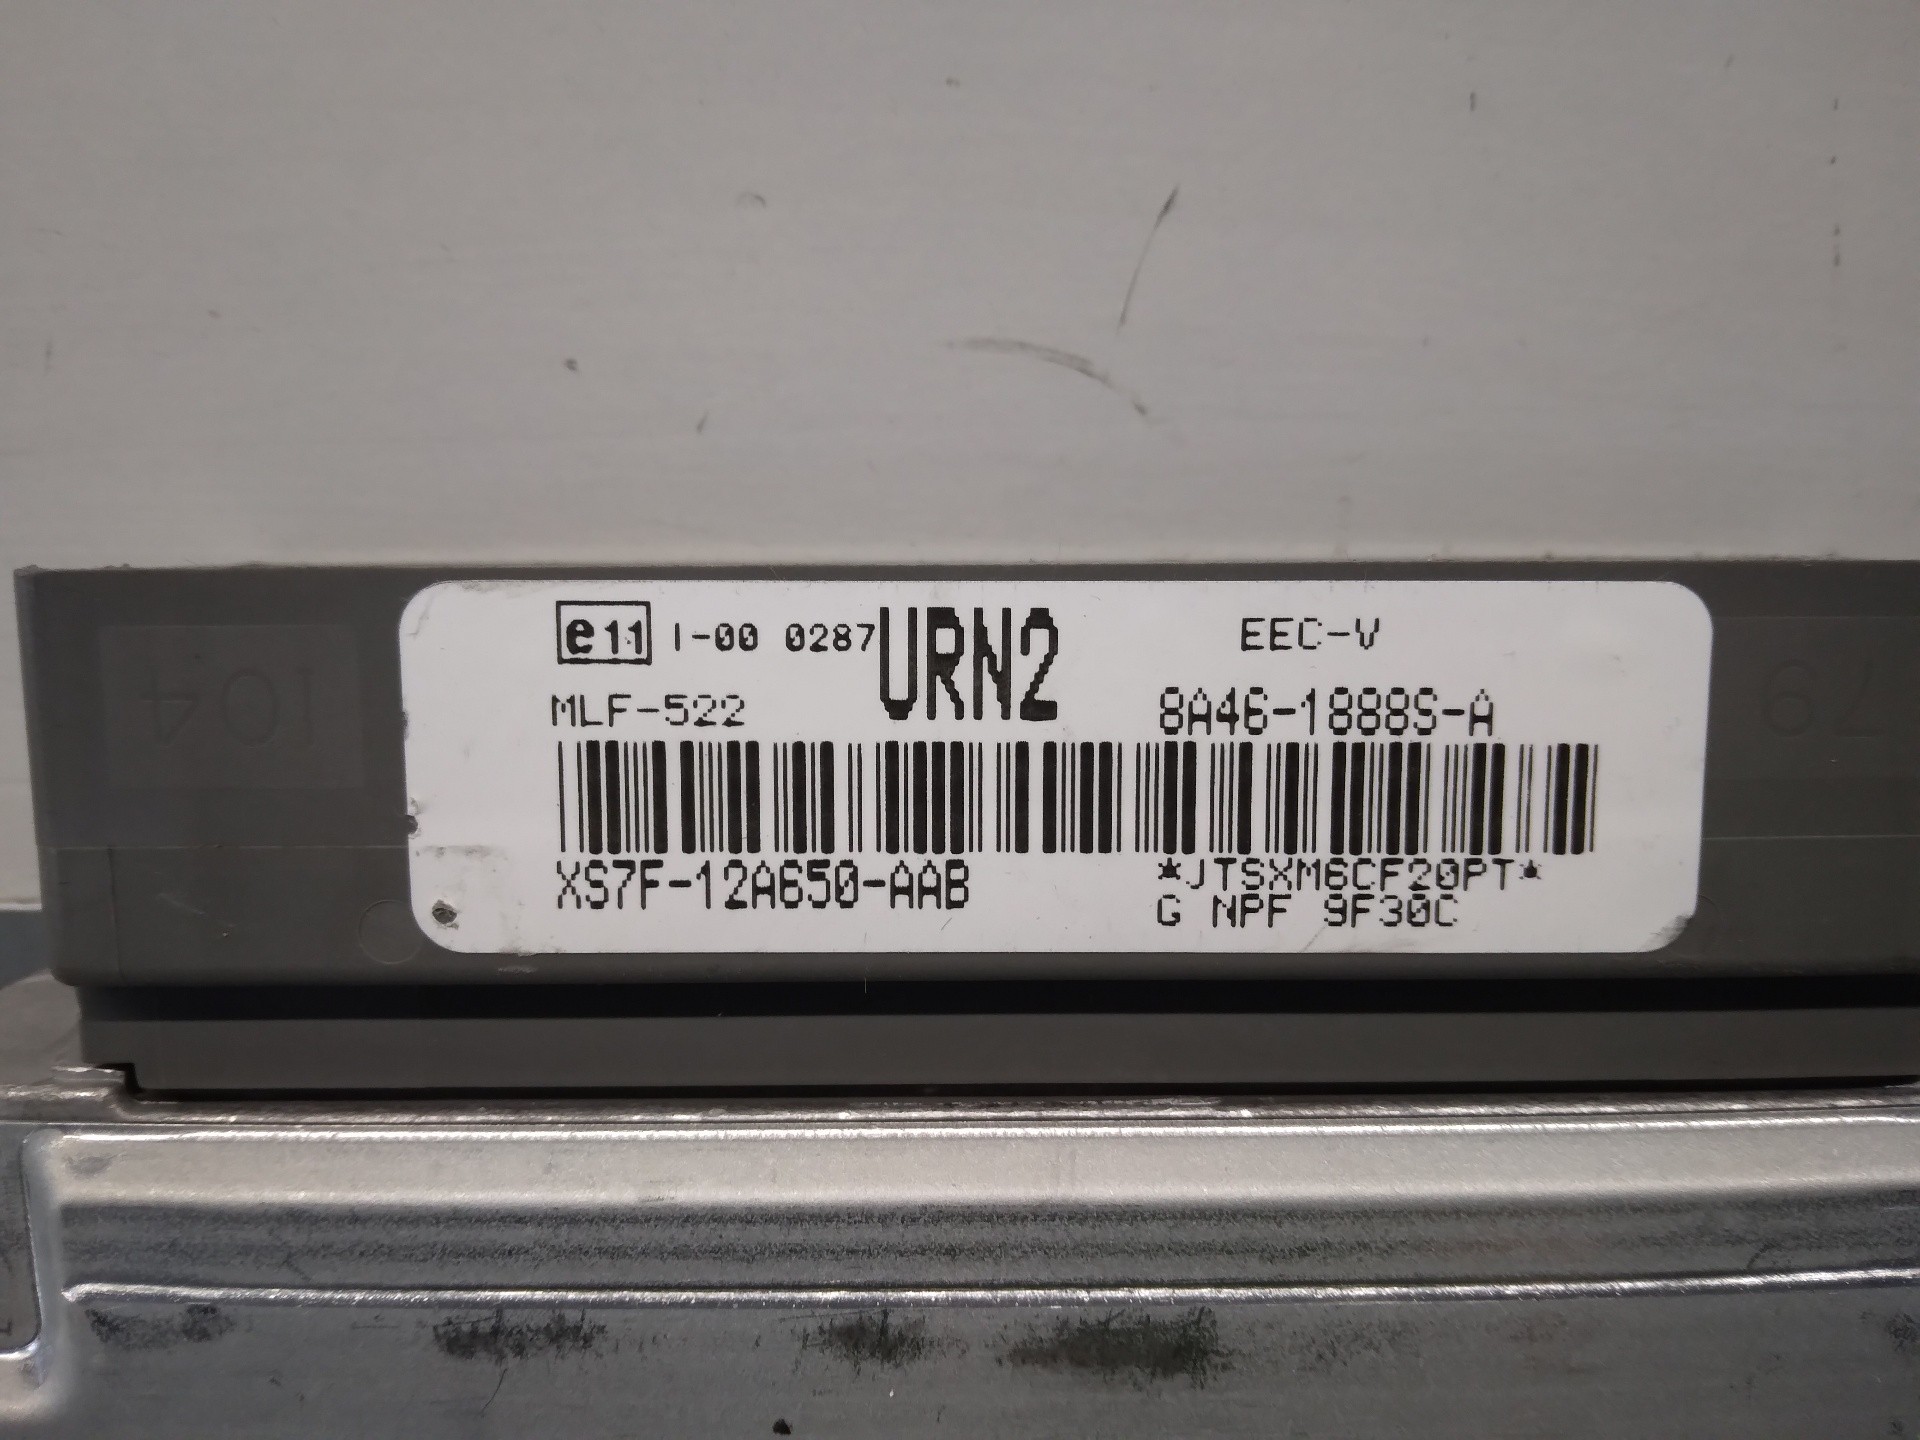 e11 I-00 0287 URN2 EEC-V
MLF-522 8A46-1888S-A
XS7F-12A650-AAB *JTSXM6CF20PT*
G NPF 9F30C
104
79